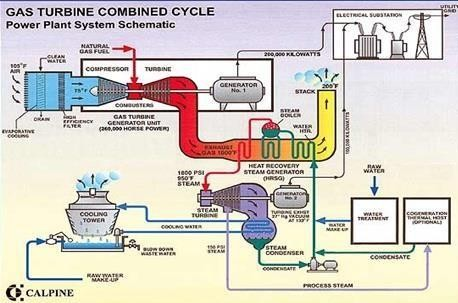 GAS TURBINE COMBINED CYCLE
Power Plant System Schematic
ELECTRICAL SUBSTATION
UTILITY
GRID
NATURAL
GAS FUEL
CLEAN
WATER
200,000 KILOWATTS
105°F
AIR
COMPRESSOR
TURBINE
75°F
GENERATOR
No. 1
STACK
200°F
COMBUSTERS
DRAIN
HIGH
EFFICIENCY
FILTER
EVAPORATIVE
COOLING
GAS TURBINE
GENERATOR UNIT
(260,000 HORSE POWER)
STEAM
BOILER
WATER
HTR.
EXHAUST
GAS 1000°F
HEAT RECOVERY
STEAM GENERATOR
(HRSG)
1800 PSI
950°F
STEAM
RAW
WATER
GENERATOR
No. 2
STEAM
TURBINE
TURBINE EXHST
VACUUM
COOLING
TOWER
COOLING WATER
150 PSI
STEAM
STEAM
CONDENSER
CONDENSATE
WATER
MAKE-UP
WATER
TREATMENT
COGENERATION
THERMAL HOST
(OPTIONAL)
BLOW DOWN
WASTE WATER
CONDENSATE
RAW WATER
MAKE-UP
PROCESS STEAM
CALPINE